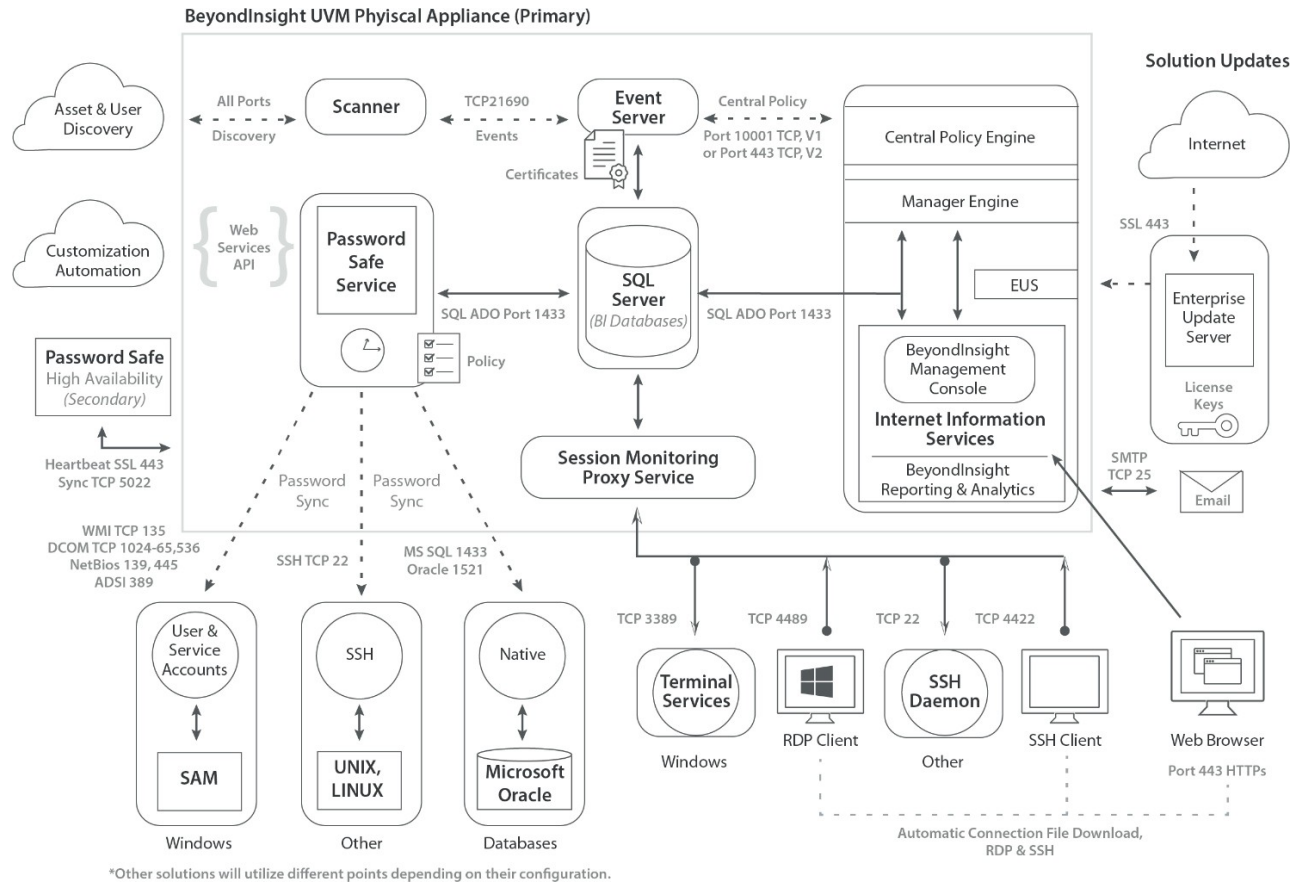 BeyondInsight UVM Phyiscal Appliance (Primary)
Solution Updates
Asset & User
Discovery
All Ports
Discovery
Scanner
TCP21690
Events
Event
Server
Certificates
Central Policy
Port 10001 TCP, V1
or Port 443 TCP, V2
Central Policy Engine
Manager Engine
Internet
SSL 443
Customization
Automation
Web
Services
API
Password
Safe
Service
SQL ADO Port 1433
Policy
SQL
Server
(BI Databases)
SQL ADO Port 1433
EUS
Enterprise
Update
Server
License
Keys
BeyondInsight
Management
Console
Internet Information
Services
BeyondInsight
Reporting & Analytics
Password Safe
High Availability
(Secondary)
Heartbeat SSL 443
Sync TCP 5022
Session Monitoring
Proxy Service
SMTP
TCP 25
Email
Password
Sync
Password
Sync
WMI TCP 135
DCOM TCP 1024-65,536
NetBios 139, 445
ADSI 389
SSH TCP 22
MS SQL 1433
Oracle 1521
TCP 3389
TCP 4489
TCP 22
TCP 4422
User &
Service
Accounts
SAM
Windows
SSH
UNIX,
LINUX
Other
Native
Microsoft
Oracle
Databases
Terminal
Services
Windows
RDP Client
SSH
Daemon
Other
SSH Client
Web Browser
Port 443 HTTPs
Automatic Connection File Download,
RDP & SSH
*Other solutions will utilize different points depending on their configuration.